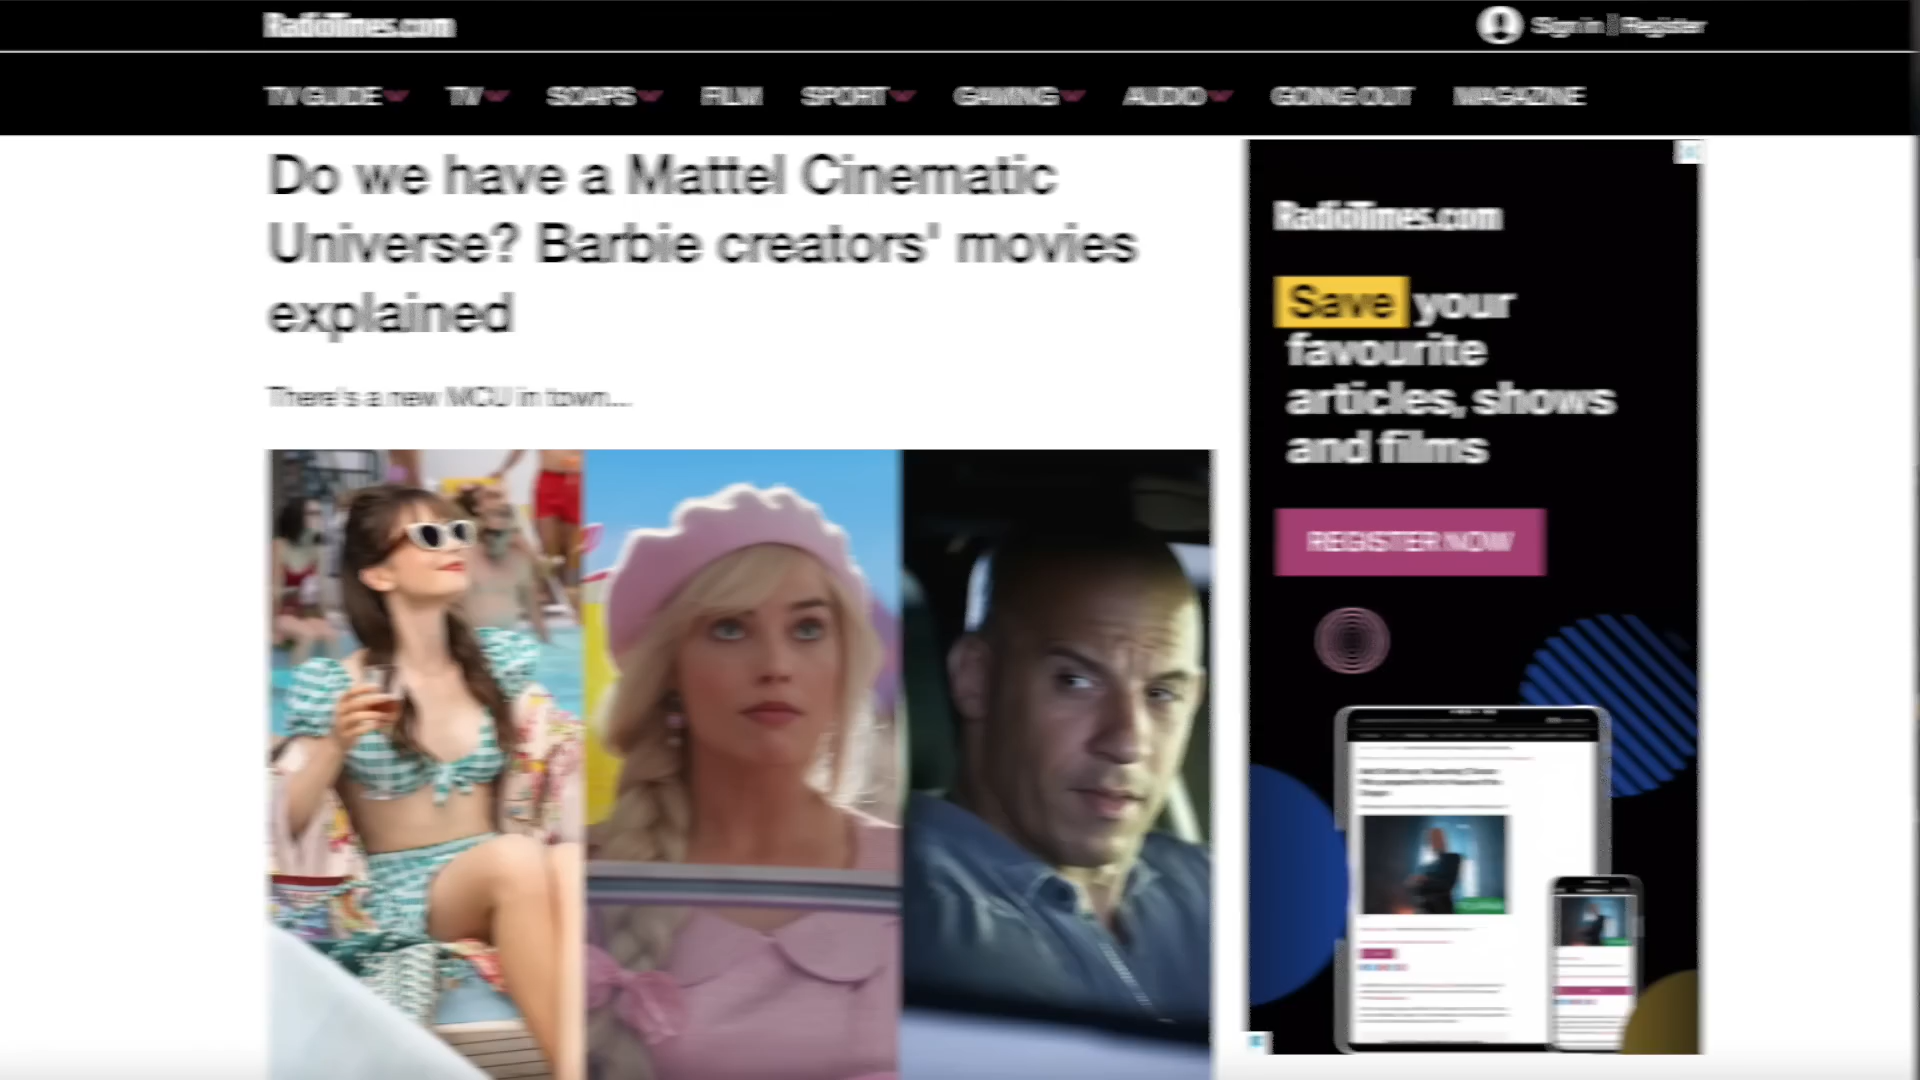 RadioTimes.com
Sign in | Register
TV GUIDE TV SOAPS FILM SPORT GAMING AUDIO GOING OUT MAGAZINE
Do we have a Mattel Cinematic
Universe? Barbie creators' movies
explained
There's a new MCU in town...
RadioTimes.com
Save your
favourite
articles, shows
and films
REGISTER NOW